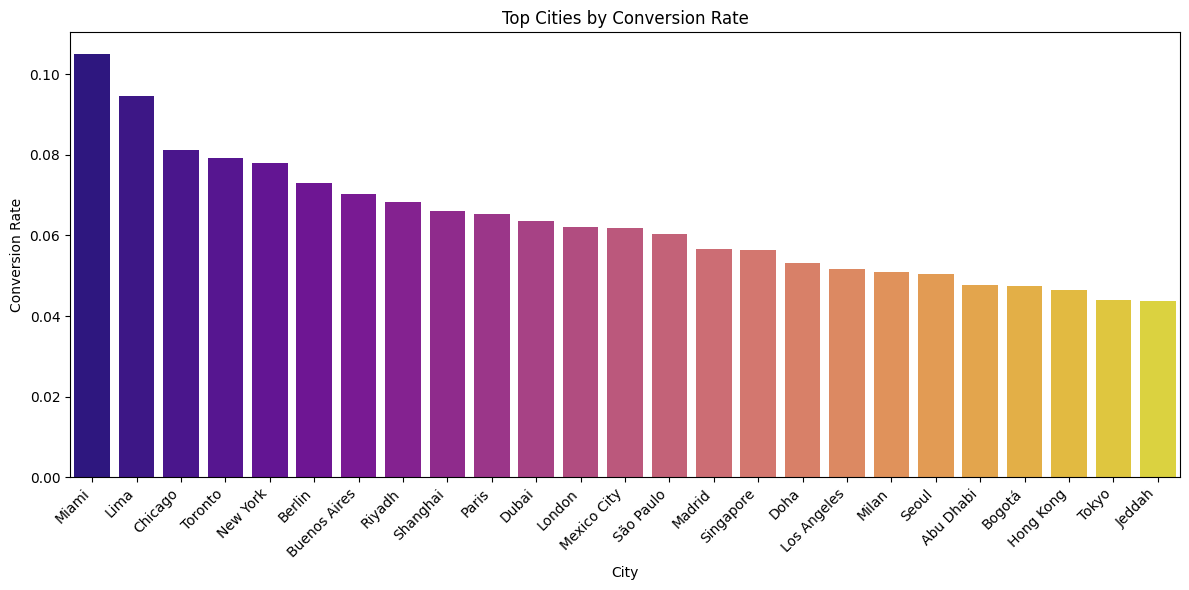 Top Cities by Conversion Rate
Conversion Rate
0.10
0.08
0.06
0.04
0.02
0.00
Miami
Lima
Chicago
Toronto
New York
Berlin
Buenos Aires
Riyadh
Shanghai
Paris
Dubai
London
Mexico City
São Paulo
Madrid
Singapore
Doha
Los Angeles
Milan
Seoul
Abu Dhabi
Bogotá
Hong Kong
Tokyo
Jeddah
City